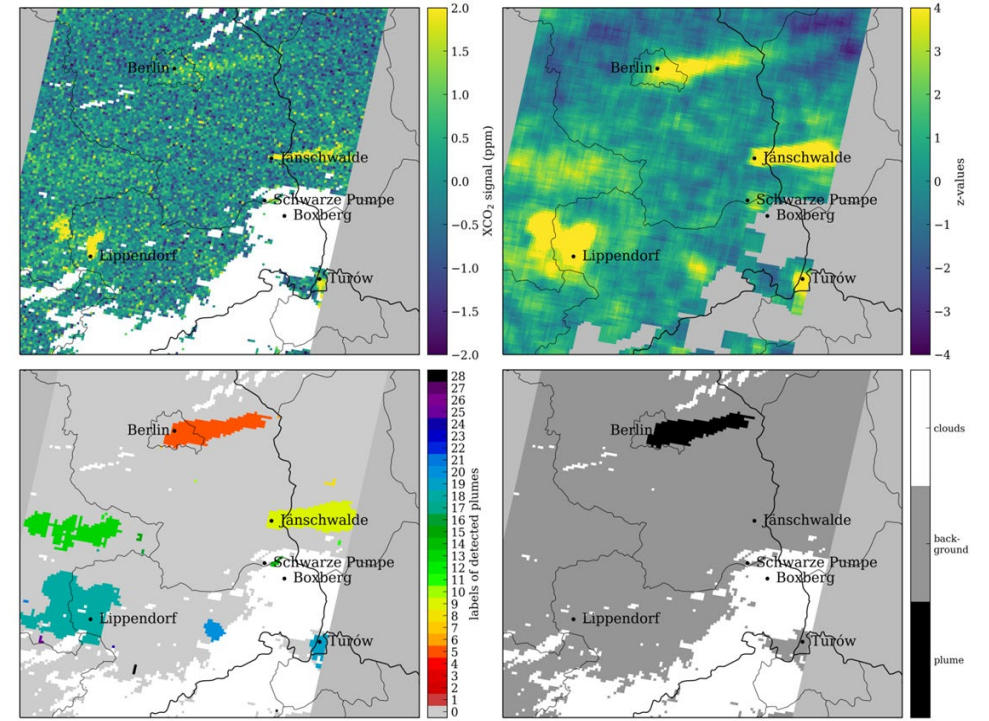 Berlin
Jänschwalde
Schwarze Pumpe
Boxberg
Lippendorf
Turów
2.0
1.5
1.0
0.5
0.0
−0.5
−1.0
−1.5
−2.0
XCO₂ signal (ppm)
Berlin
Jänschwalde
Schwarze Pumpe
Boxberg
Lippendorf
Turów
4
3
2
1
0
−1
−2
−3
−4
z-values
Berlin
Jänschwalde
Schwarze Pumpe
Boxberg
Lippendorf
Turów
28
27
26
25
24
23
22
21
20
19
18
17
16
15
14
13
12
11
10
9
8
7
6
5
4
3
2
1
0
labels of detected plumes
Berlin
Jänschwalde
Schwarze Pumpe
Boxberg
Lippendorf
Turów
clouds
back-
ground
plume